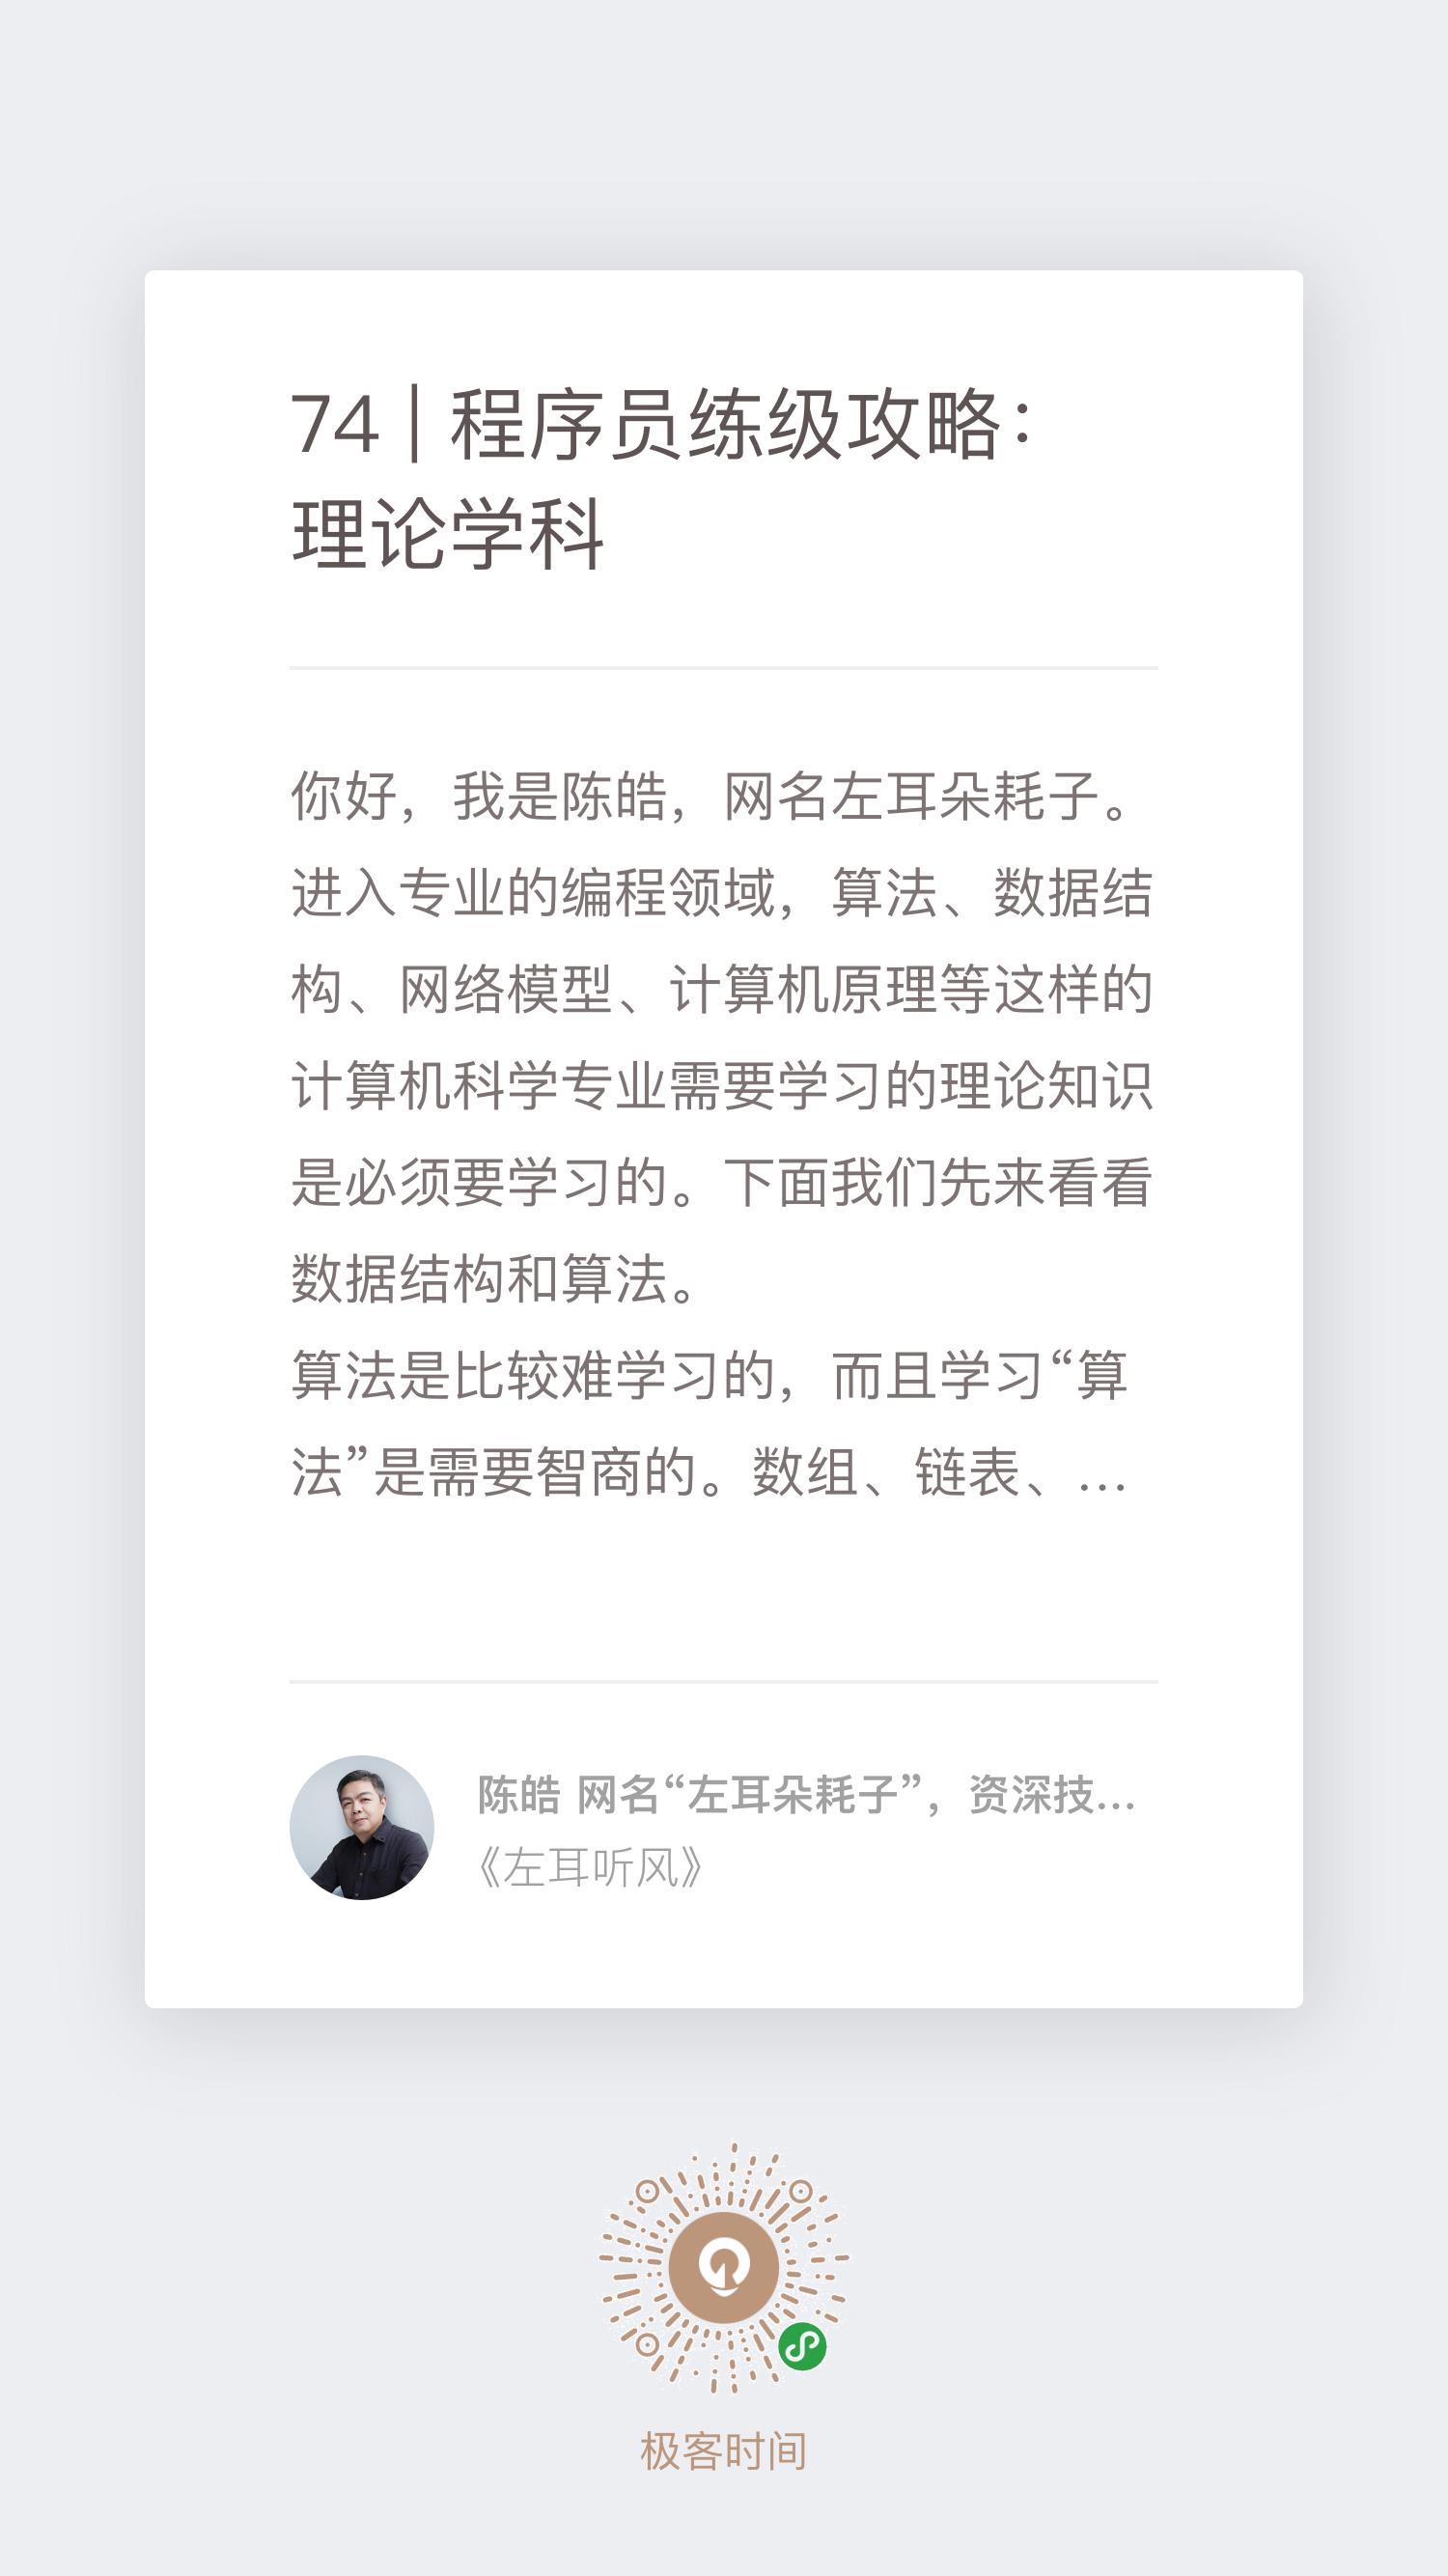 74 | 程序员练级攻略：
理论学科
你好，我是陈皓，网名左耳朵耗子。
进入专业的编程领域，算法、数据结
构、网络模型、计算机原理等这样的
计算机科学专业需要学习的理论知识
是必须要学习的。下面我们先来看看
数据结构和算法。
算法是比较难学习的，而且学习“算
法”是需要智商的。数组、链表、...
陈皓 网名“左耳朵耗子”，资深技...
《左耳听风》
极客时间